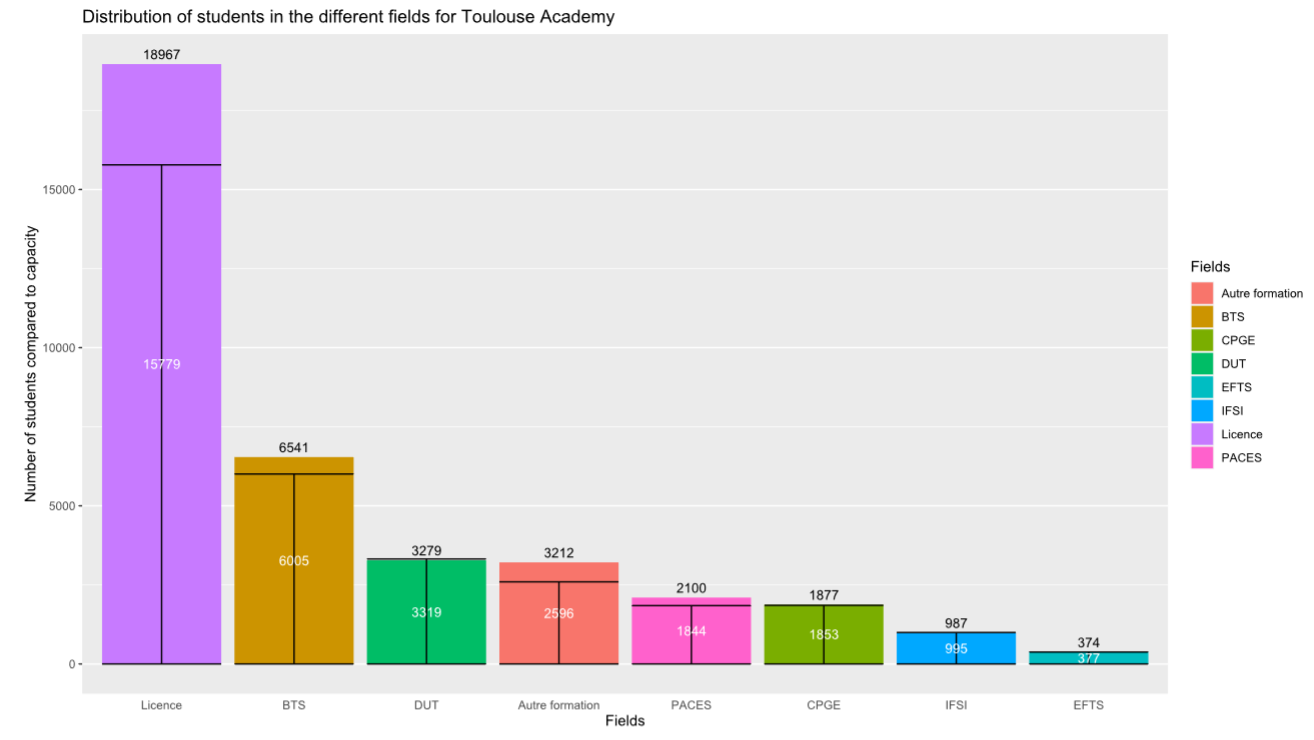 Distribution of students in the different fields for Toulouse Academy
Number of students compared to capacity
15000
10000
5000
0
18967
15779
6541
6005
3279
3319
3212
2596
2100
1844
1877
1853
987
995
374
377
Licence
BTS
DUT
Autre formation
PACES
CPGE
IFSI
EFTS
Fields
Fields
Autre formation
BTS
CPGE
DUT
EFTS
IFSI
Licence
PACES